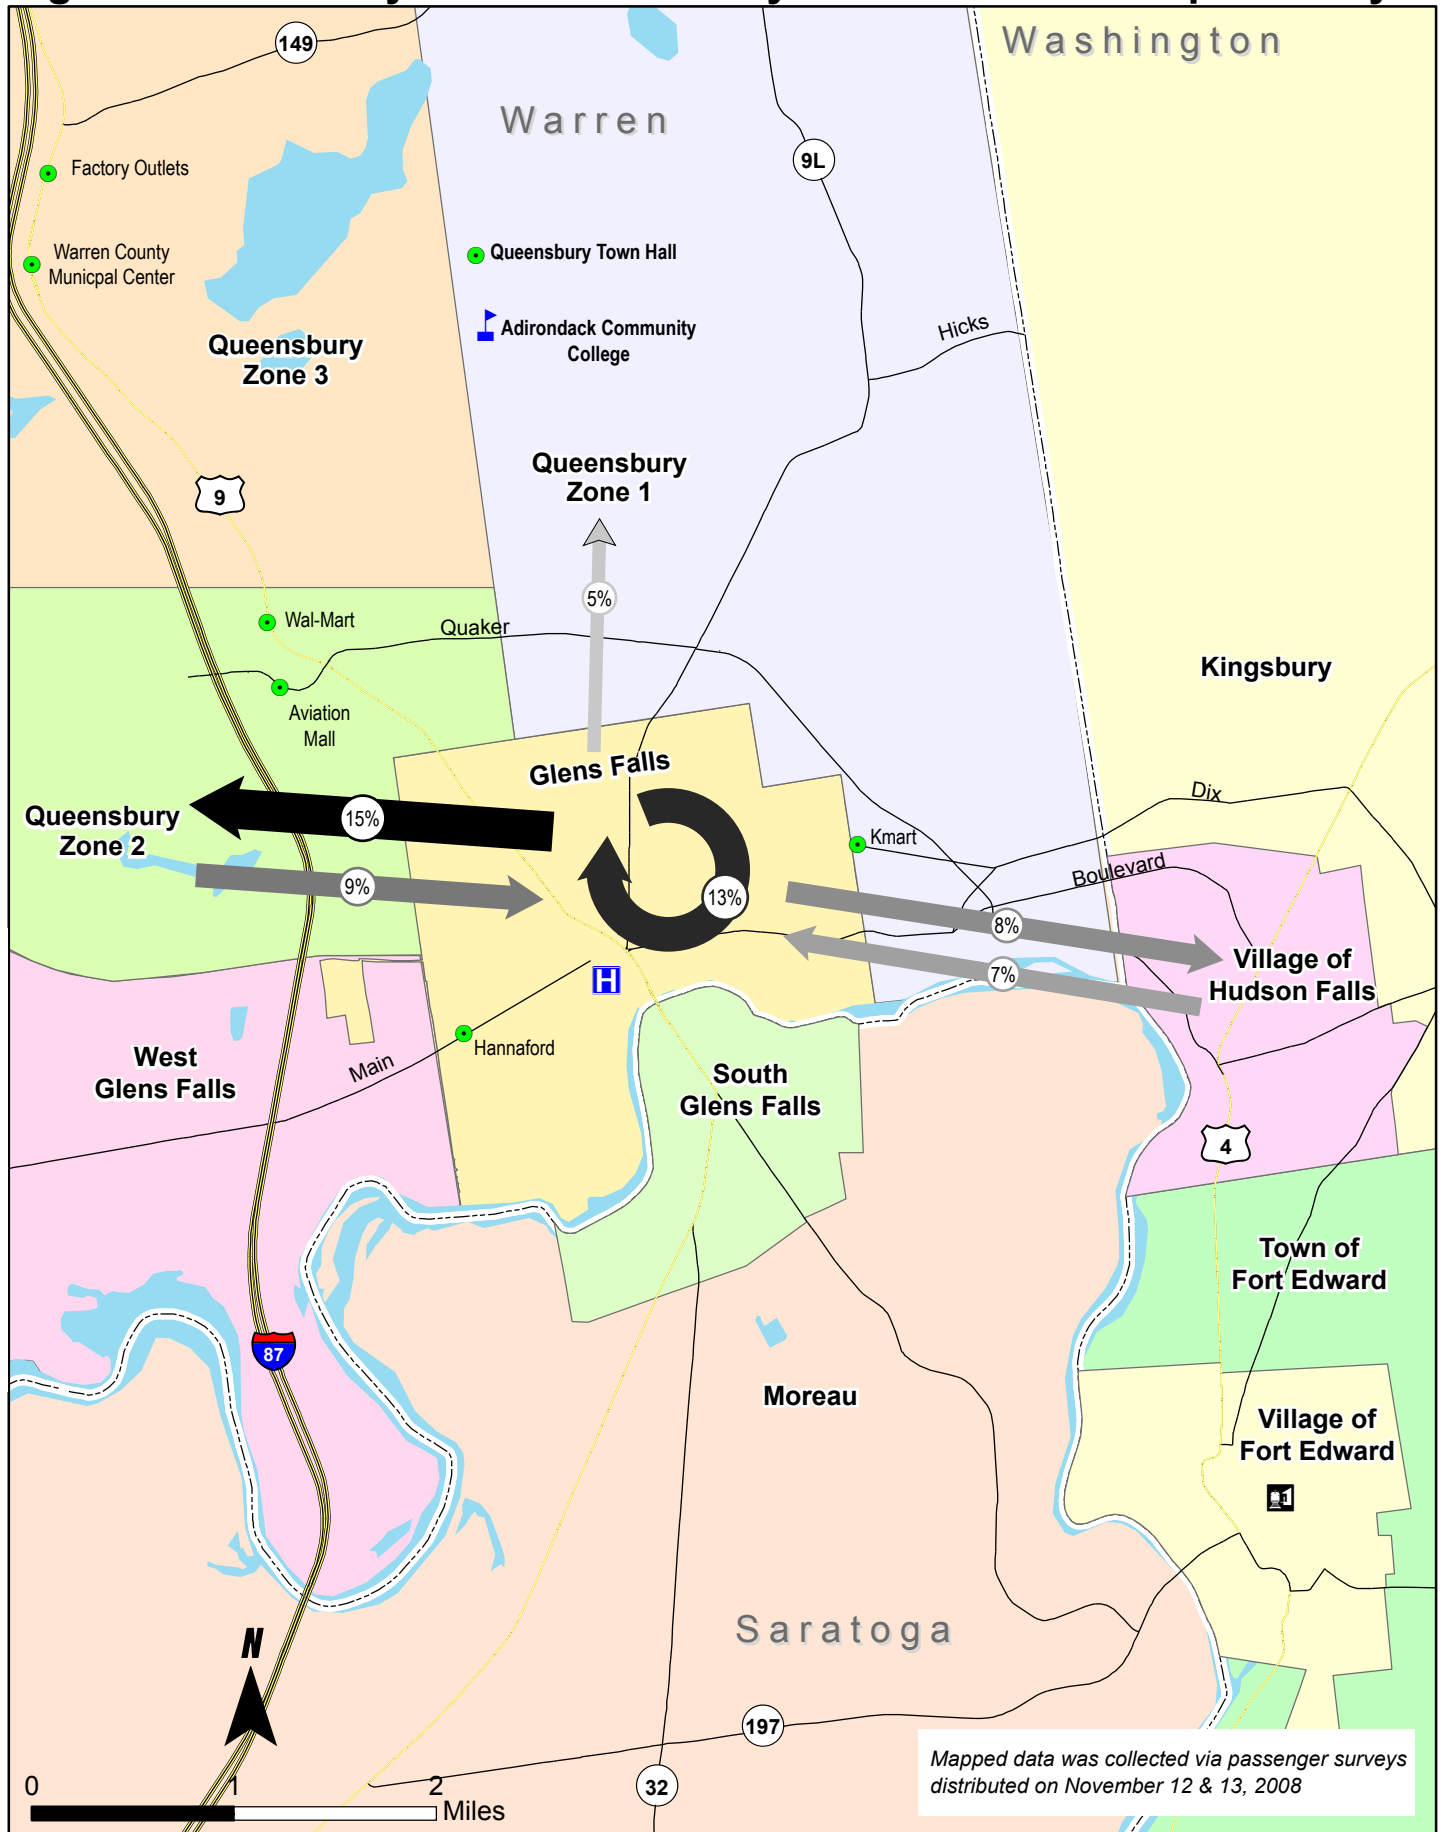 Washington
149
Warren
9L
Factory Outlets
Warren County
Municpal Center
Queensbury Town Hall
Adirondack Community
College
Hicks
Queensbury
Zone 3
Queensbury
Zone 1
9
5%
Wal-Mart
Quaker
Kingsbury
Aviation
Mall
Glens Falls
Dix
Queensbury
Zone 2
15%
Kmart
Boulevard
9%
13%
8%
7%
Village of
Hudson Falls
H
West
Glens Falls
Main
Hannaford
South
Glens Falls
4
Town of
Fort Edward
87
Moreau
Village of
Fort Edward
Saratoga
N
197
32
Mapped data was collected via passenger surveys
distributed on November 12 & 13, 2008
0 1 2
Miles